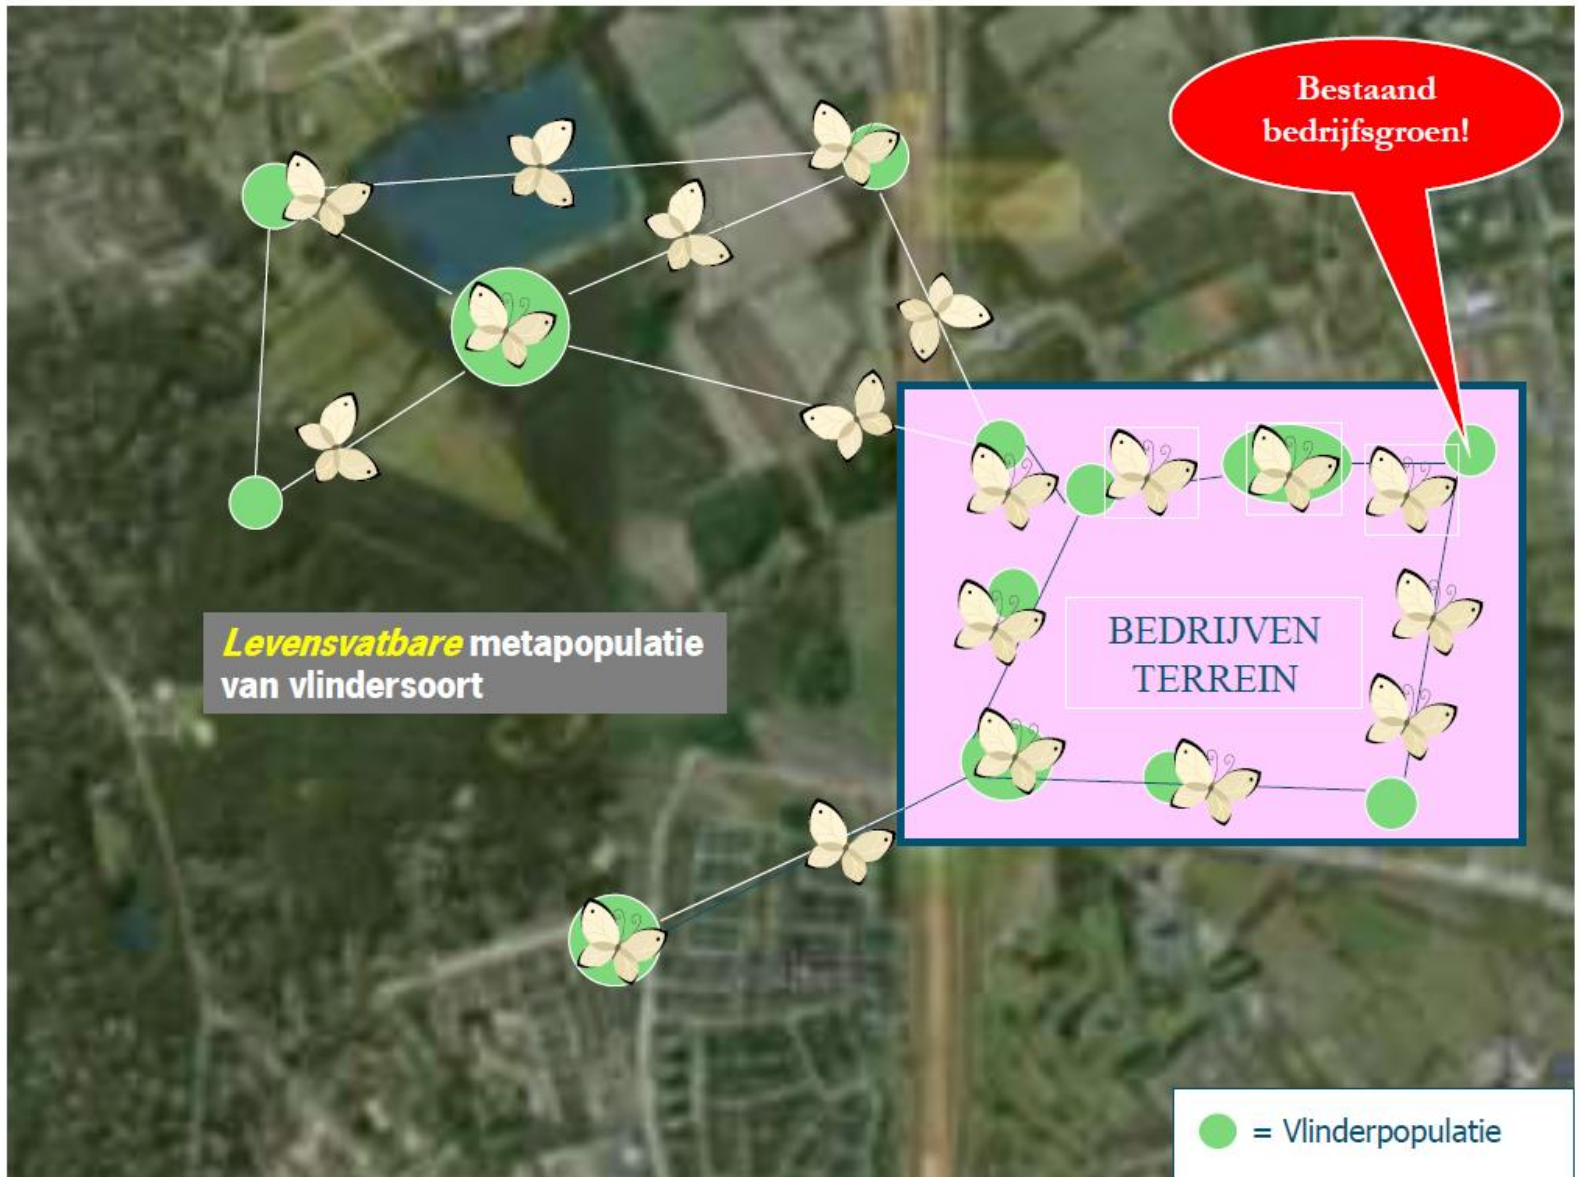 Bestaand
bedrijfsgroen!
Levensvatbare metapopulatie
van vlindersoort
BEDRIJVEN
TERREIN
= Vlinderpopulatie